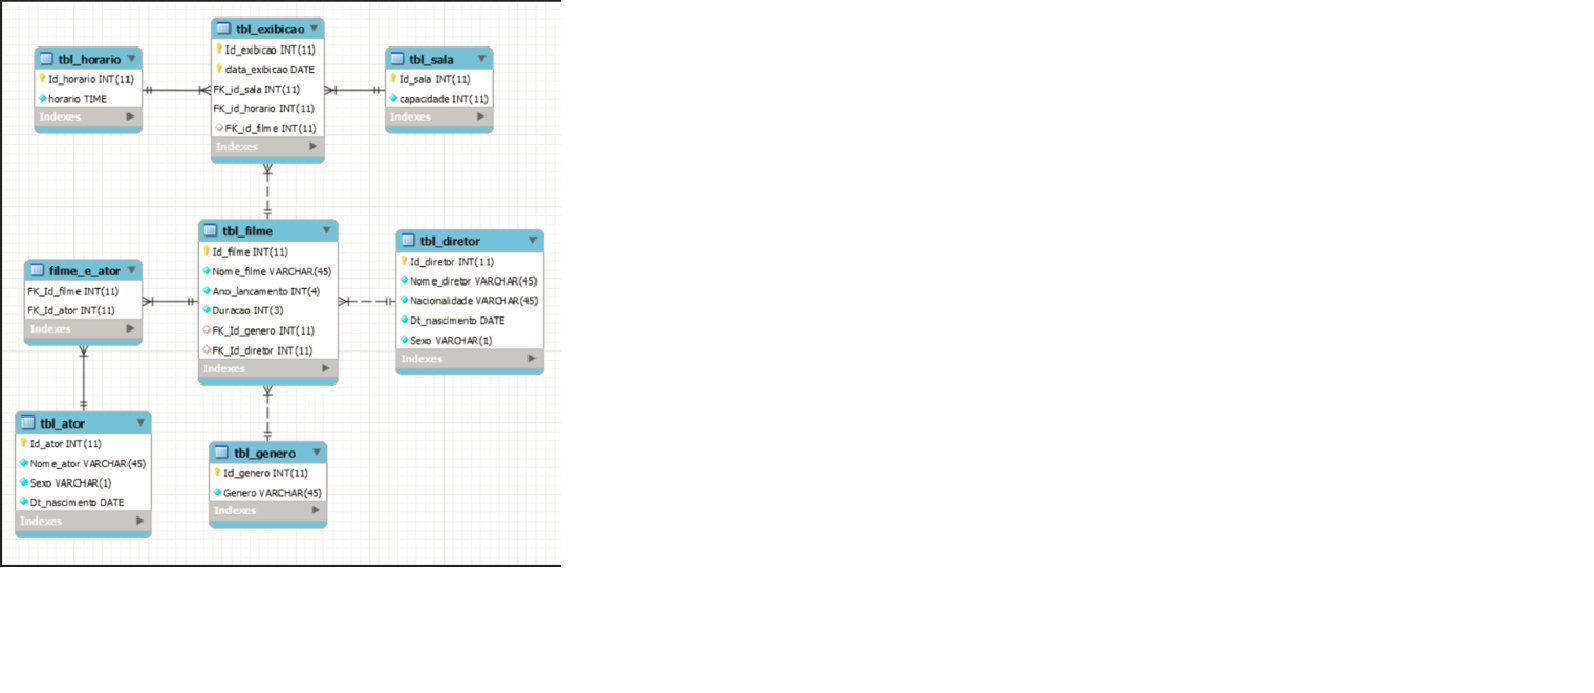 tbl_exibicao
Id_exibicao INT(11)
data_exibicao DATE
FK_id_sala INT(11)
FK_id_horario INT(11)
FK_id_filme INT(11)
Indexes
tbl_horario
Id_horario INT(11)
horario TIME
Indexes
tbl_sala
Id_sala INT(11)
capacidade INT(11)
Indexes
tbl_filme
Id_filme INT(11)
Nome_filme VARCHAR(45)
Ano_lancamento INT(4)
Duracao INT(3)
FK_Id_genero INT(11)
FK_Id_diretor INT(11)
Indexes
tbl_diretor
Id_diretor INT(11)
Nome_diretor VARCHAR(45)
Nacionalidade VARCHAR(45)
Dt_nascimento DATE
Sexo VARCHAR(1)
Indexes
filme_e_ator
FK_Id_filme INT(11)
FK_Id_ator INT(11)
Indexes
tbl_ator
Id_ator INT(11)
Nome_ator VARCHAR(45)
Sexo VARCHAR(1)
Dt_nascimento DATE
Indexes
tbl_genero
Id_genero INT(11)
Genero VARCHAR(45)
Indexes